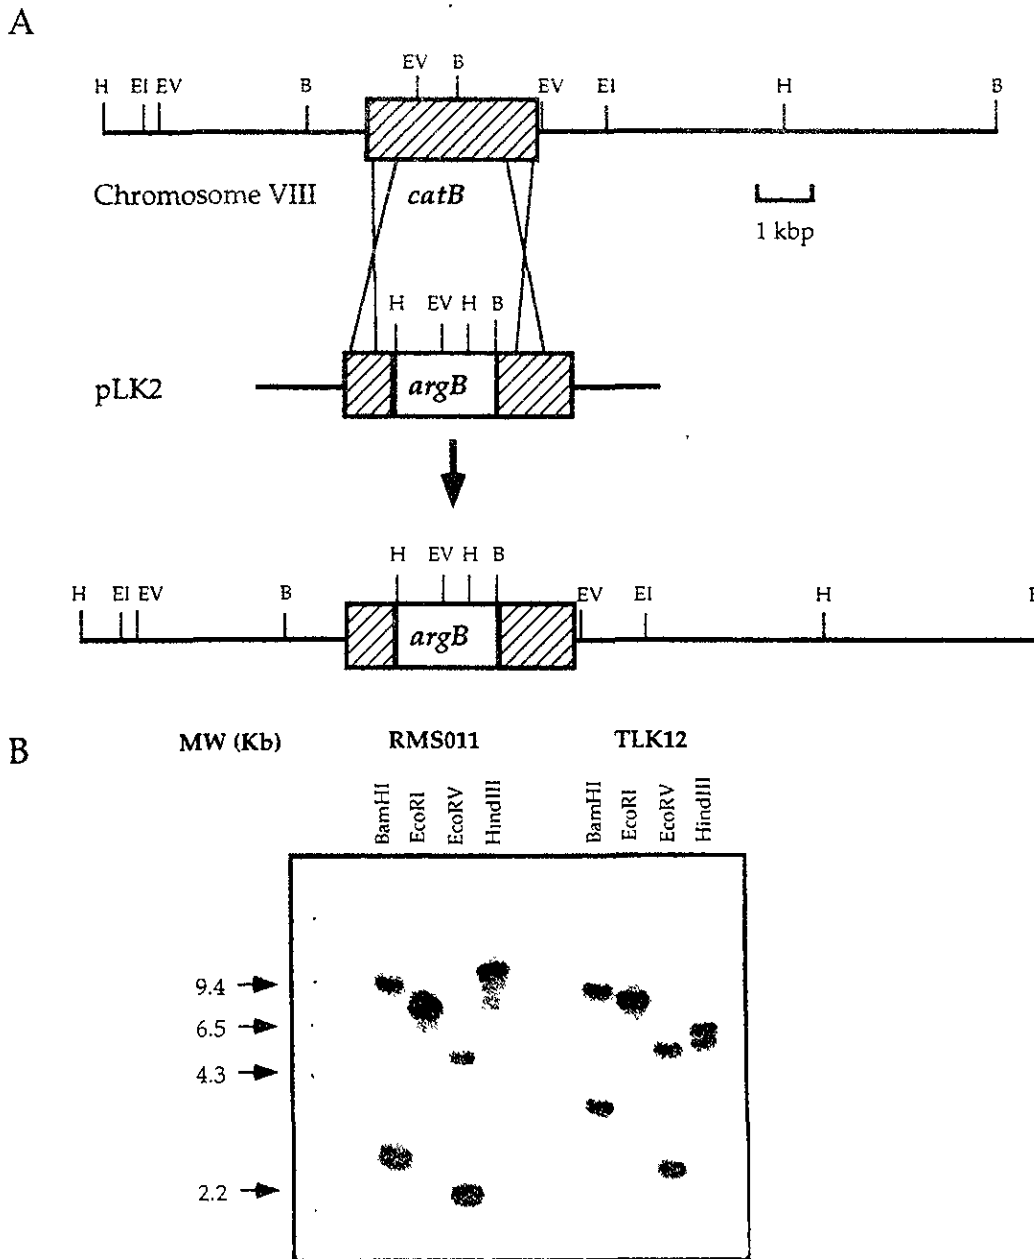 A
EV B
H EI EV B EV EI H B
Chromosome VIII catB
1 kbp
H EV H B
pLK2 argB
H EV H B
H EI EV B EV EI H
argB
B
MW (Kb) RMS011 TLK12
BamHI EcoRI EcoRV HindIII BamHI EcoRI EcoRV HindIII
9.4
6.5
4.3
2.2